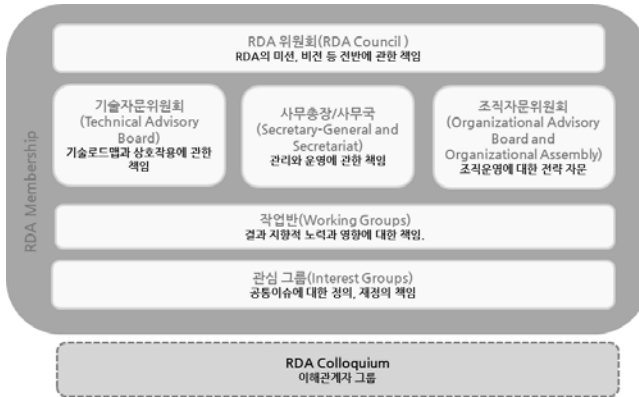 RDA 위원회(RDA Council )
RDA의 미션, 비전 등 전반에 관한 책임
기술자문위원회
(Technical Advisory
Board)
기술로드맵과 상호작용에 관한
책임
사무총장/사무국
(Secretary-General and
Secretariat)
관리와 운영에 관한 책임
조직자문위원회
(Organizational Advisory
Board and
Organizational Assembly)
조직운영에 대한 전략 자문
RDA Membership
작업반(Working Groups)
결과 지향적 노력과 영향에 대한 책임.
관심 그룹(Interest Groups)
공통이슈에 대한 정의, 재정의 책임
RDA Colloquium
이해관계자 그룹